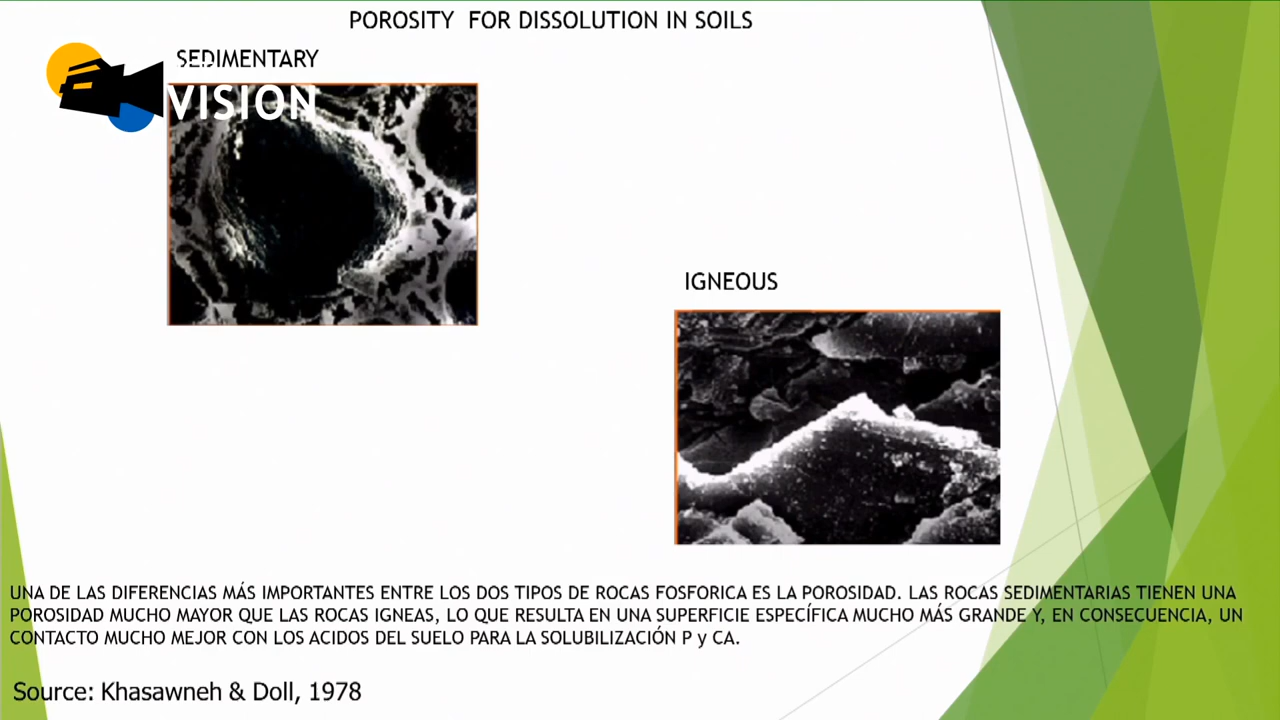 POROSITY FOR DISSOLUTION IN SOILS
SEDIMENTARY
VISION
IGNEOUS
UNA DE LAS DIFERENCIAS MÁS IMPORTANTES ENTRE LOS DOS TIPOS DE ROCAS FOSFORICA ES LA POROSIDAD. LAS ROCAS SEDIMENTARIAS TIENEN UNA
POROSIDAD MUCHO MAYOR QUE LAS ROCAS IGNEAS, LO QUE RESULTA EN UNA SUPERFICIE ESPECÍFICA MUCHO MÁS GRANDE Y, EN CONSECUENCIA, UN
CONTACTO MUCHO MEJOR CON LOS ACIDOS DEL SUELO PARA LA SOLUBILIZACIÓN P y CA.
Source: Khasawneh & Doll, 1978